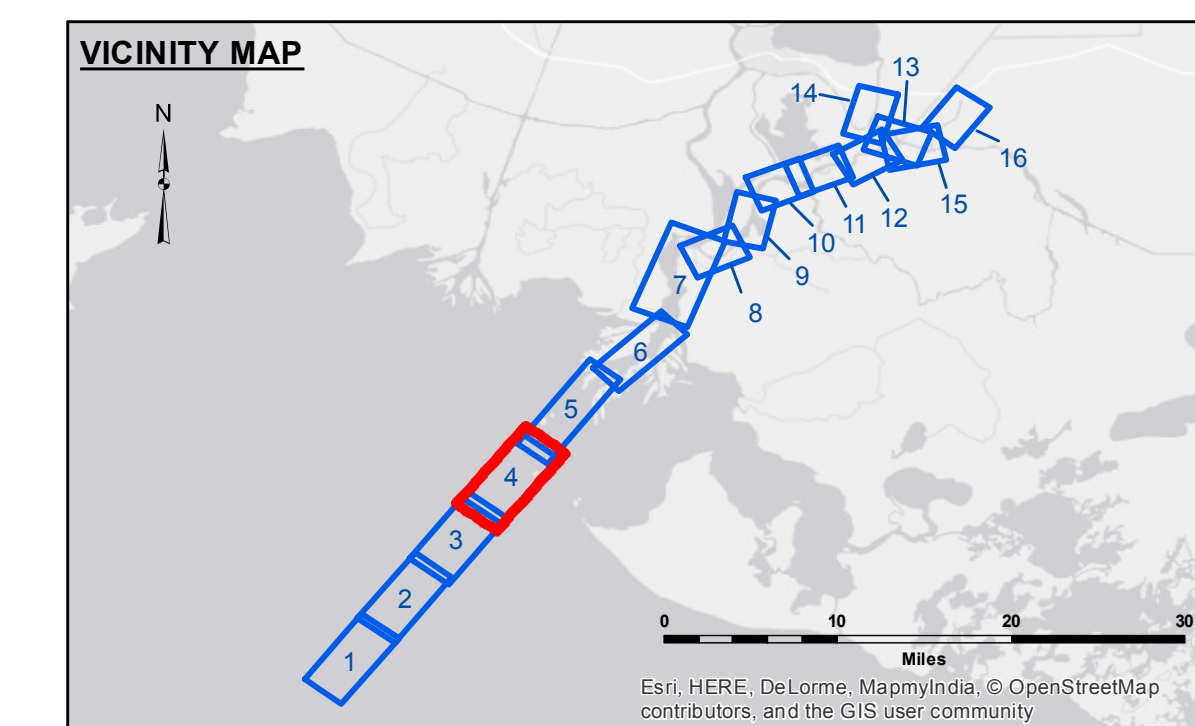 VICINITY MAP
N
13
14
16
15
12
11
10
9
8
7
6
5
4
3
2
1
0 10 20 30
Miles
Esri, HERE, DeLorme, MapmyIndia, © OpenStreetMap
contributors, and the GIS user community